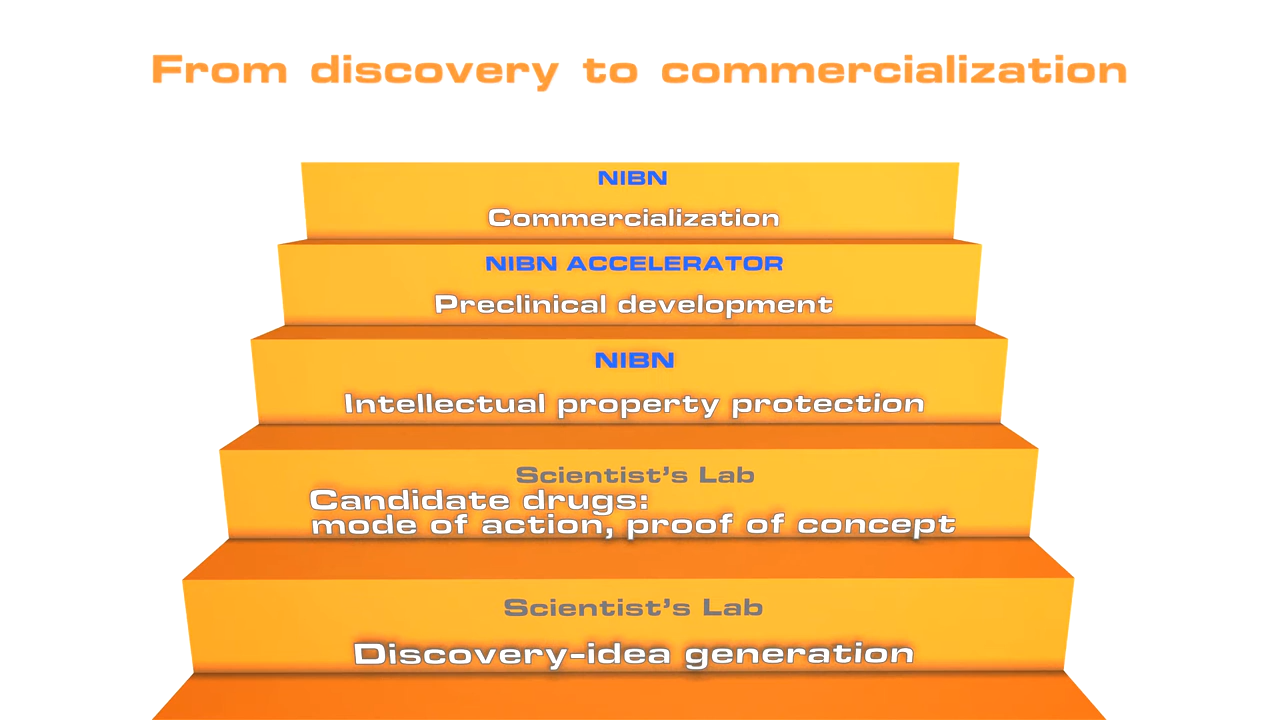 From discovery to commercialization
NIBN
Commercialization
NIBN ACCELERATOR
Preclinical development
NIBN
Intellectual property protection
Scientist's Lab
Candidate drugs:
mode of action, proof of concept
Scientist's Lab
Discovery-idea generation